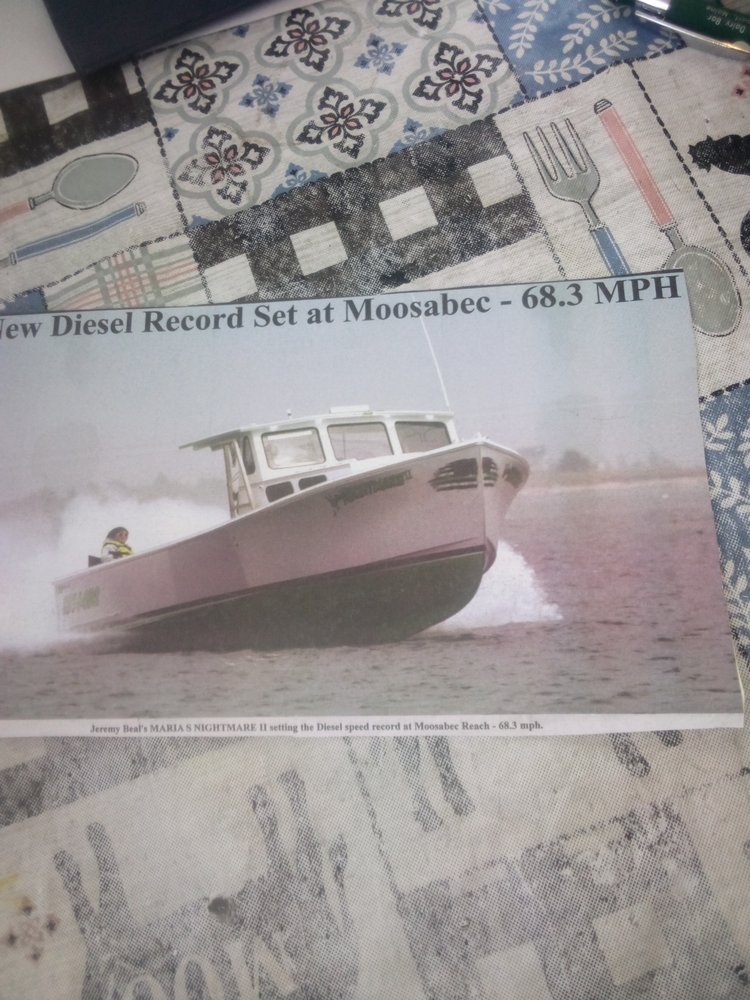 New Diesel Record Set at Moosabec - 68.3 MPH
Jeremy Beal's MARIA S NIGHTMARE II setting the Diesel speed record at Moosabec Reach - 68.3 mph.
MOO